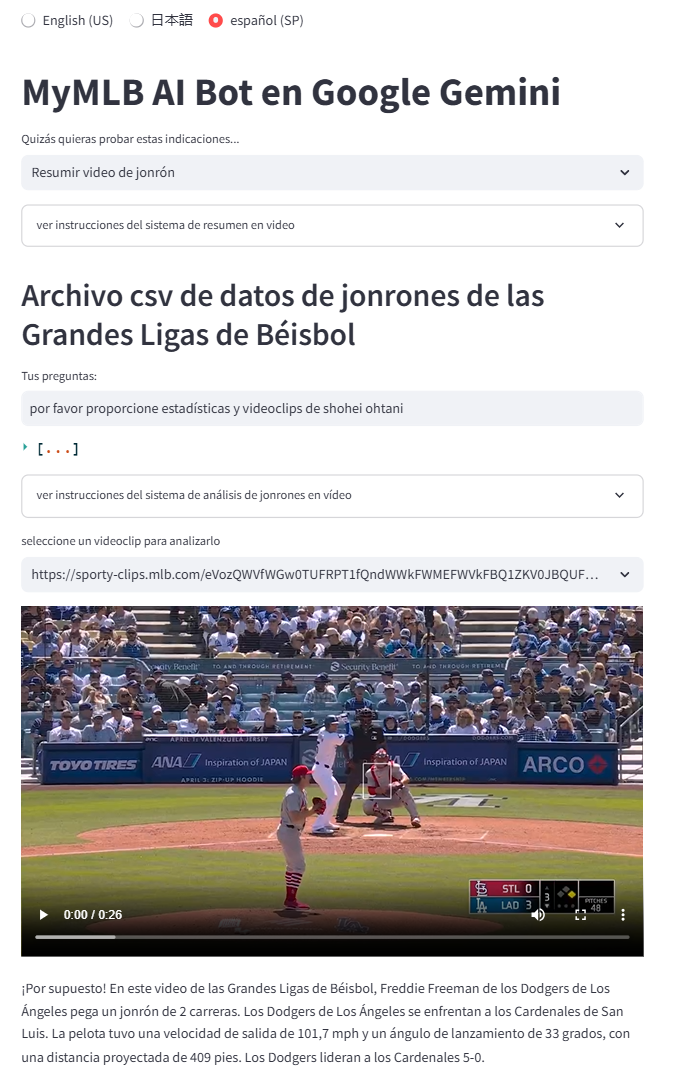 English (US) 日本語 español (SP)
MyMLB AI Bot en Google Gemini
Quizás quieras probar estas indicaciones...
Resumir video de jonrón
ver instrucciones del sistema de resumen en video
Archivo csv de datos de jonrones de las
Grandes Ligas de Béisbol
Tus preguntas:
por favor proporcione estadísticas y videoclips de shohei ohtani
[...]
ver instrucciones del sistema de análisis de jonrones en vídeo
seleccione un videoclip para analizarlo
https://sporty-clips.mlb.com/eVozQWVfWGw0TUFRPT1fQndWWkFWMEFWVkFBQ1ZKV0JBQUF...
Security Benefit TO AND THROUGH RETIREMENT Security Benefit TO AND THROUGH RETIREMENT
APRIL 1: VALENZUELA JERSEY
TOYO TIRES ANA Inspiration of JAPAN Inspiration of JAPAN ARCO
APRIL 3: ZIP-UP HOODIE
STL 0
LAD 3
3
PITCHES
48
0:00 / 0:26
¡Por supuesto! En este video de las Grandes Ligas de Béisbol, Freddie Freeman de los Dodgers de Los
Ángeles pega un jonrón de 2 carreras. Los Dodgers de Los Ángeles se enfrentan a los Cardenales de San
Luis. La pelota tuvo una velocidad de salida de 101,7 mph y un ángulo de lanzamiento de 33 grados, con
una distancia proyectada de 409 pies. Los Dodgers lideran a los Cardenales 5-0.